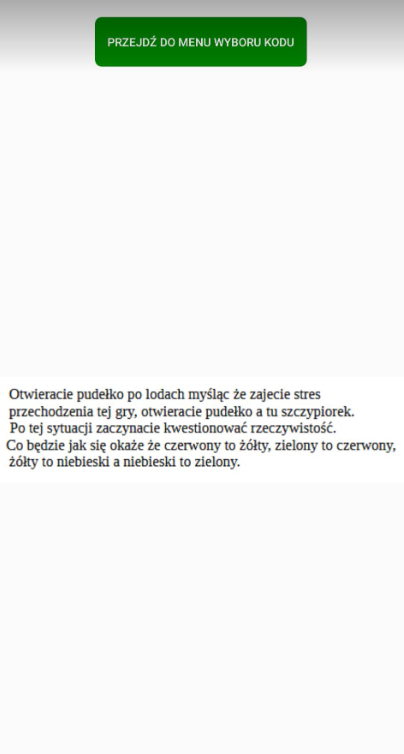 PRZEJDŹ DO MENU WYBORU KODU
Otwieracie pudełko po lodach myśląc że zajecie stres
przechodzenia tej gry, otwieracie pudełko a tu szczypiorek.
Po tej sytuacji zaczynacie kwestionować rzeczywistość.
Co będzie jak się okaże że czerwony to żółty, zielony to czerwony,
żółty to niebieski a niebieski to zielony.